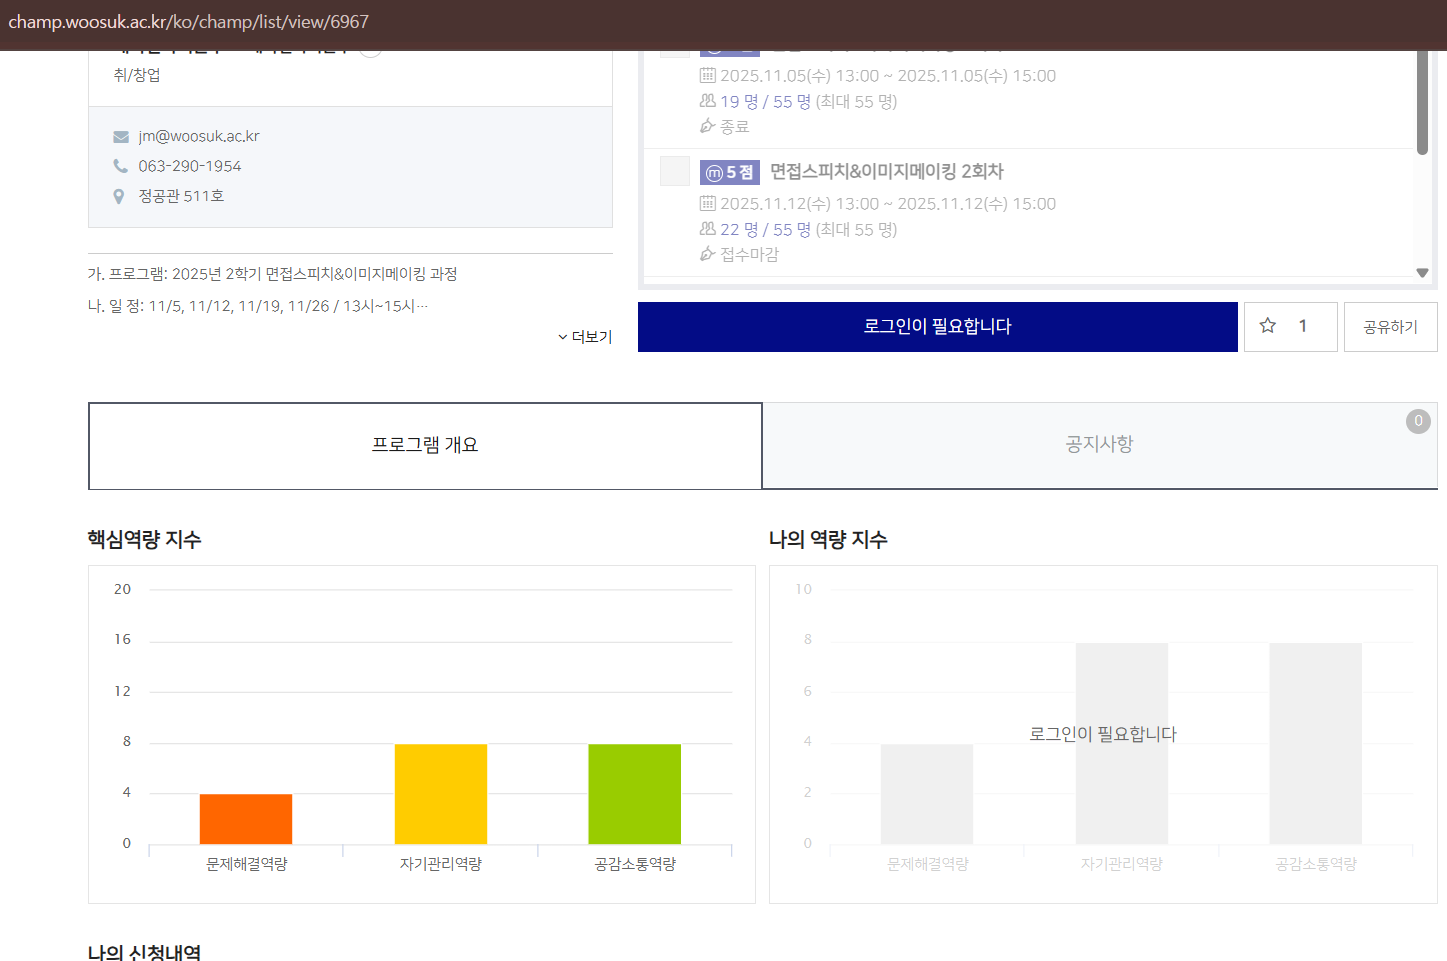 champ.woosuk.ac.kr/ko/champ/list/view/6967
취/창업
jm@woosuk.ac.kr
063-290-1954
정공관 511호
가. 프로그램: 2025년 2학기 면접스피치&이미지메이킹 과정
나. 일 정: 11/5, 11/12, 11/19, 11/26 / 13시~15시…
더보기
2025.11.05(수) 13:00 ~ 2025.11.05(수) 15:00
19 명 / 55 명 (최대 55 명)
종료
ⓜ 5 점 면접스피치&이미지메이킹 2회차
2025.11.12(수) 13:00 ~ 2025.11.12(수) 15:00
22 명 / 55 명 (최대 55 명)
접수마감
로그인이 필요합니다
1
공유하기
프로그램 개요
공지사항
0
핵심역량 지수
20
16
12
8
4
0
문제해결역량 자기관리역량 공감소통역량
나의 역량 지수
10
8
6
4
2
0
로그인이 필요합니다
문제해결역량 자기관리역량 공감소통역량
나의 신청내역